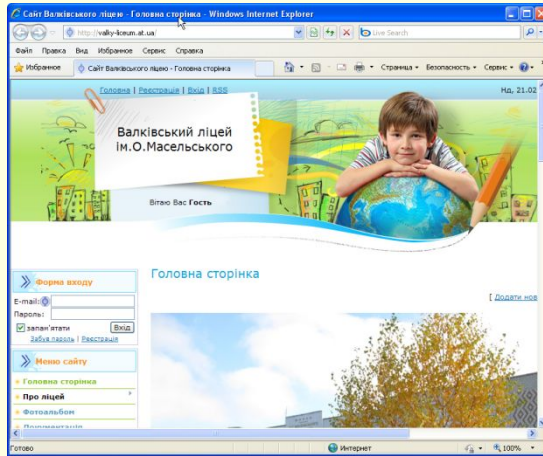 Сайт Валківського ліцею - Головна сторінка - Windows Internet Explorer
http://valky-liceum.at.ua/
Live Search
Файл Правка Вид Избранное Сервис Справка
Избранное
Сайт Валківського ліцею - Головна сторінка
Страница Безопасность Сервис
Головна | Реєстрація | Вхід | RSS
Нд, 21.02
Валківський ліцей
ім.О.Масельського
Вітаю Вас Гость
Форма входу
Головна сторінка
E-mail:
[ Додати нов
Пароль:
запам'ятати Вхід
Забув пароль | Реєстрація
Меню сайту
Головна сторінка
Про ліцей
Фотоальбом
Документація
Готово
Интернет
100%